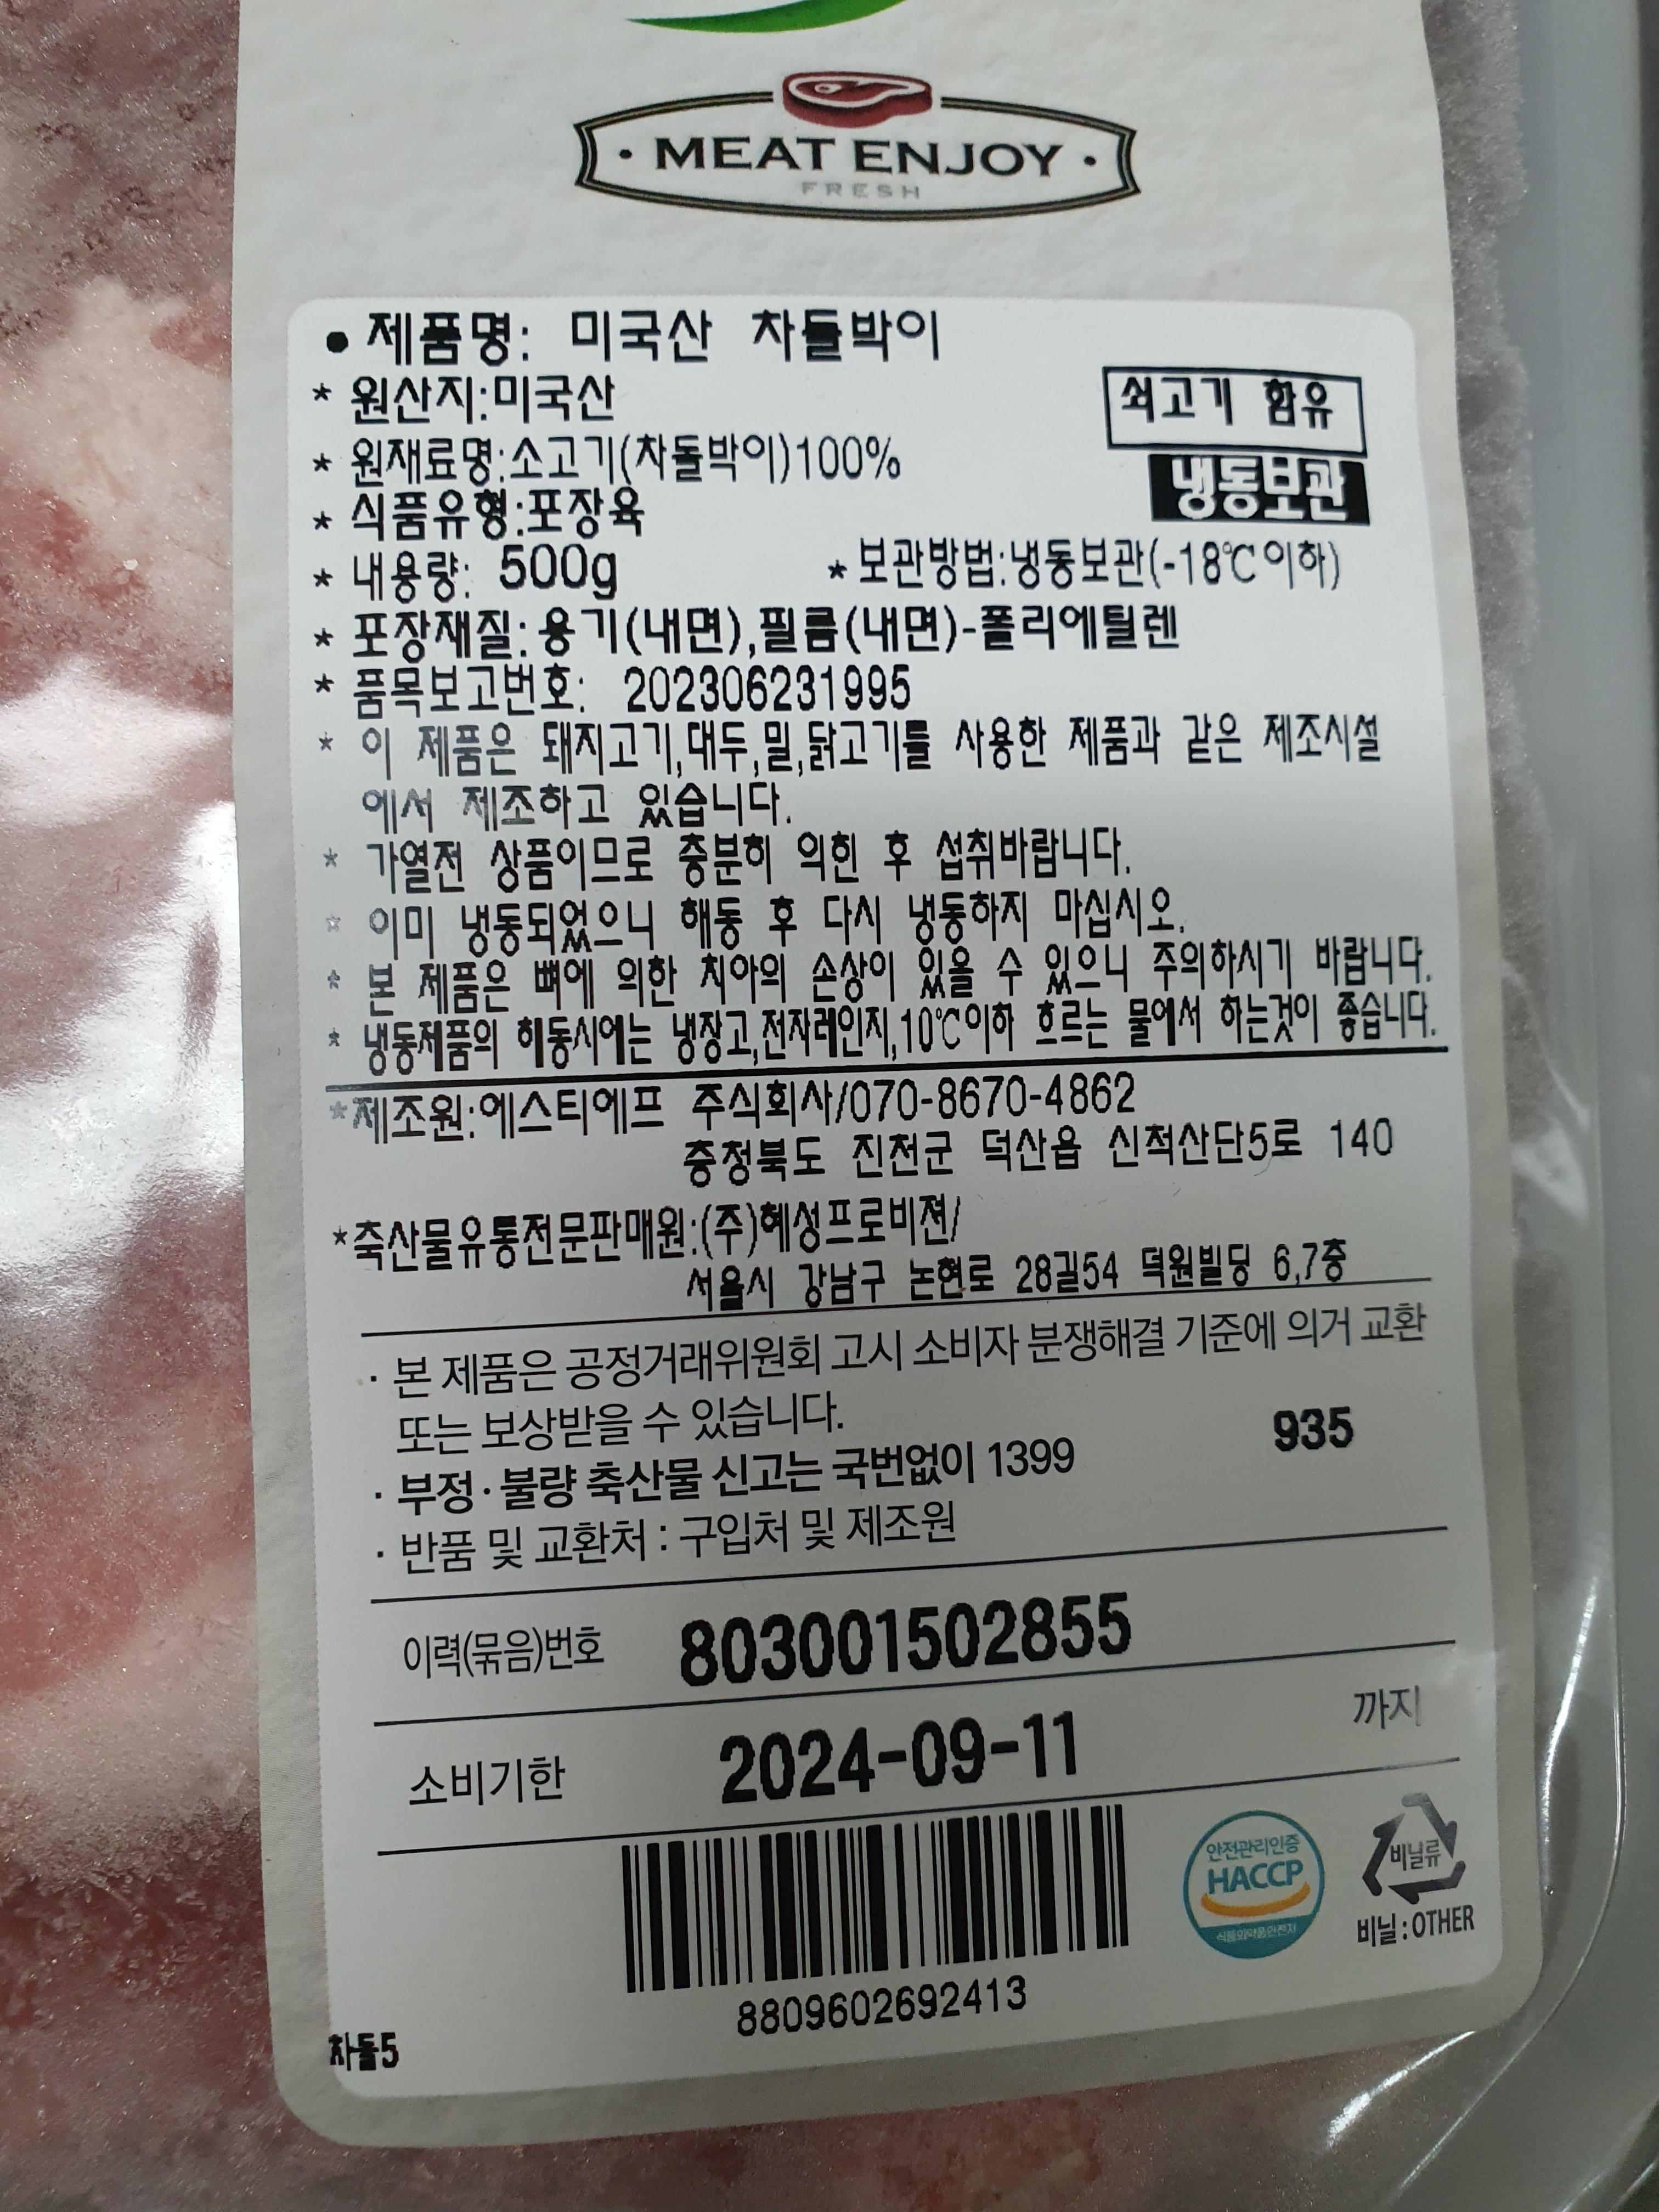 MEAT ENJOY
FRESH
● 제품명: 미국산 차돌박이
* 원산지:미국산
쇠고기 함유
* 원재료명:소고기(차돌박이)100%
냉동보관
* 식품유형:포장육
* 내용량: 500g * 보관방법:냉동보관(-18℃이하)
* 포장재질:용기(내면),필름(내면)-폴리에틸렌
* 품목보고번호: 202306231995
* 이 제품은 돼지고기,대두,밀,닭고기를 사용한 제품과 같은 제조시설
에서 제조하고 있습니다.
* 가열전 상품이므로 충분히 익힌 후 섭취바랍니다.
* 이미 냉동되었으니 해동 후 다시 냉동하지 마십시오.
* 본 제품은 뼈에 의한 치아의 손상이 있을 수 있으니 주의하시기 바랍니다.
* 냉동제품의 해동시에는 냉장고,전자레인지,10℃이하 흐르는 물에서 하는것이 좋습니다.
*제조원:에스티에프 주식회사/070-8670-4862
충청북도 진천군 덕산읍 신척산단5로 140
*축산물유통전문판매원:(주)혜성프로비젼/
서울시 강남구 논현로 28길54 덕원빌딩 6,7층
· 본 제품은 공정거래위원회 고시 소비자 분쟁해결 기준에 의거 교환
또는 보상받을 수 있습니다.
935
· 부정·불량 축산물 신고는 국번없이 1399
· 반품 및 교환처 : 구입처 및 제조원
이력(묶음)번호 803001502855
소비기한 2024-09-11 까지
안전관리인증
HACCP
식품의약품안전처
비닐류
비닐:OTHER
8809602692413
차돌5